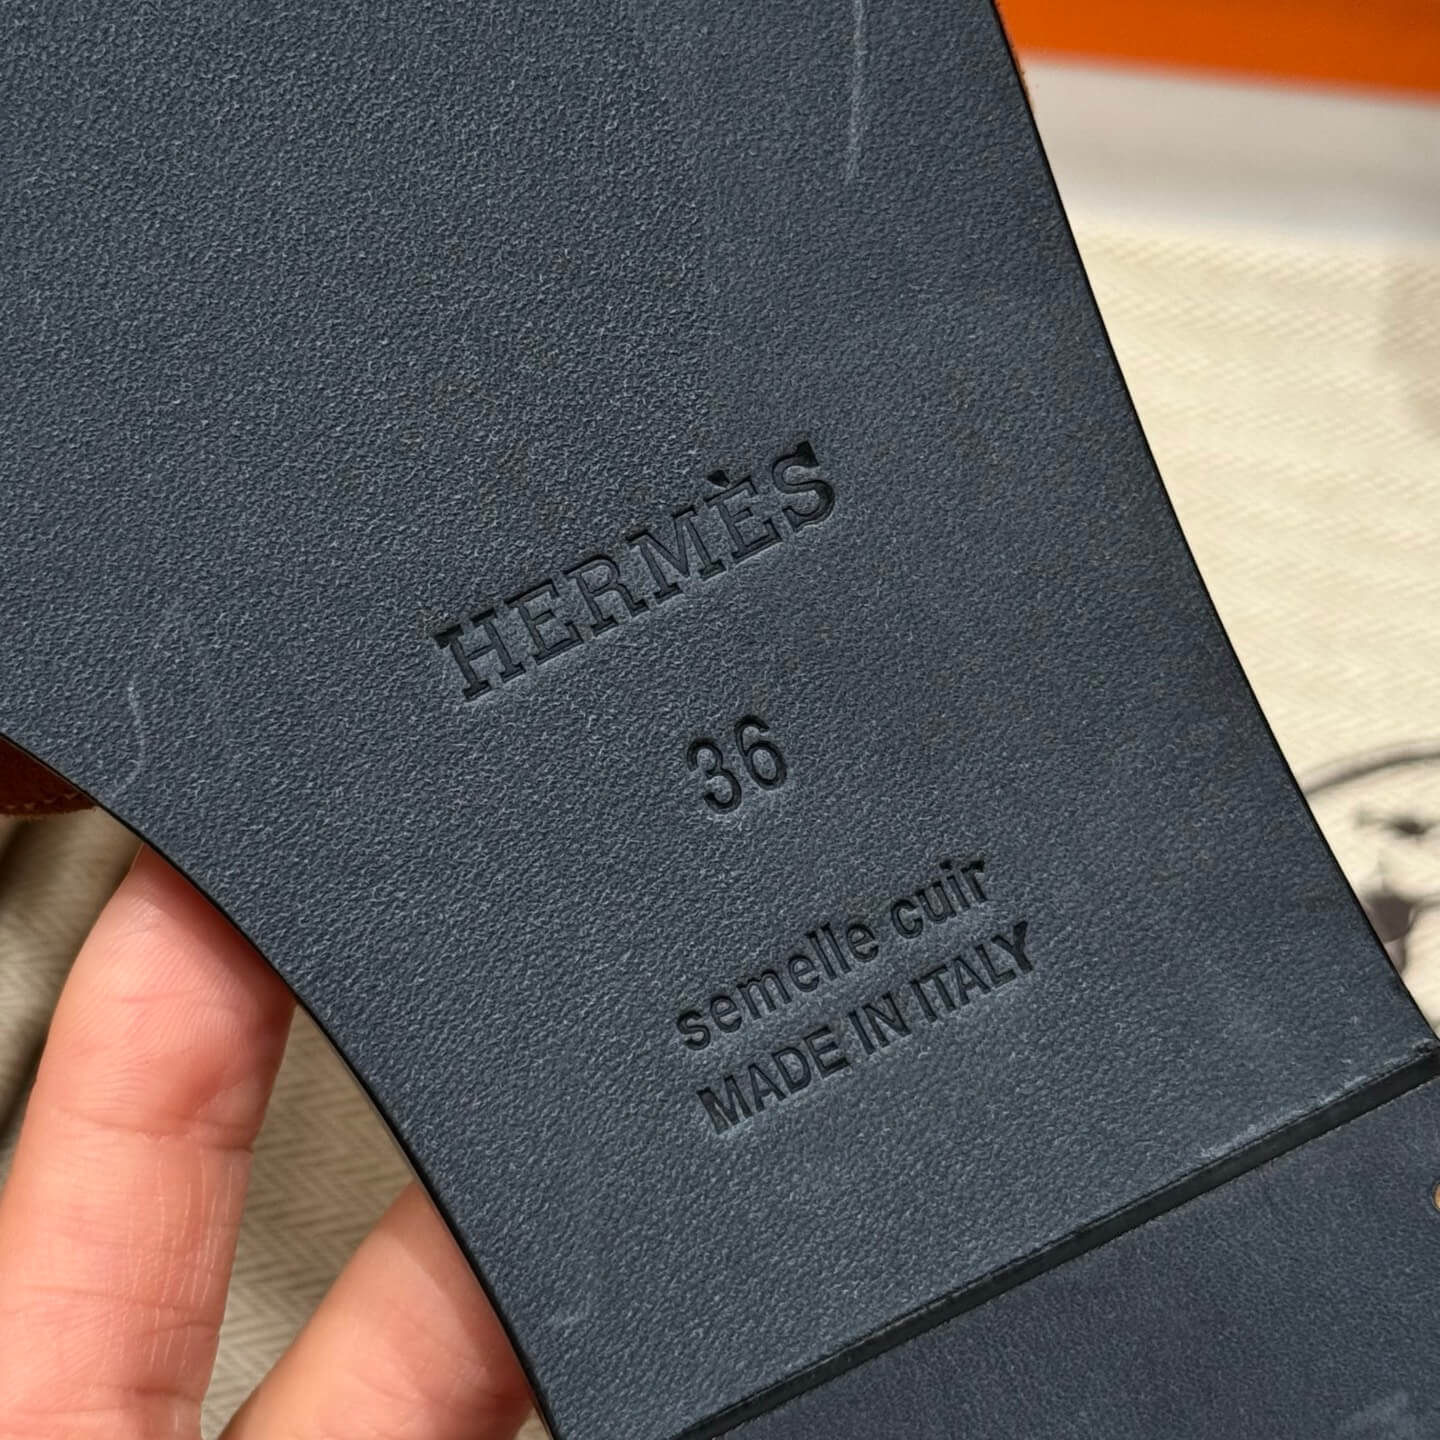 HERMÈS
36
semelle cuir
MADE IN ITALY